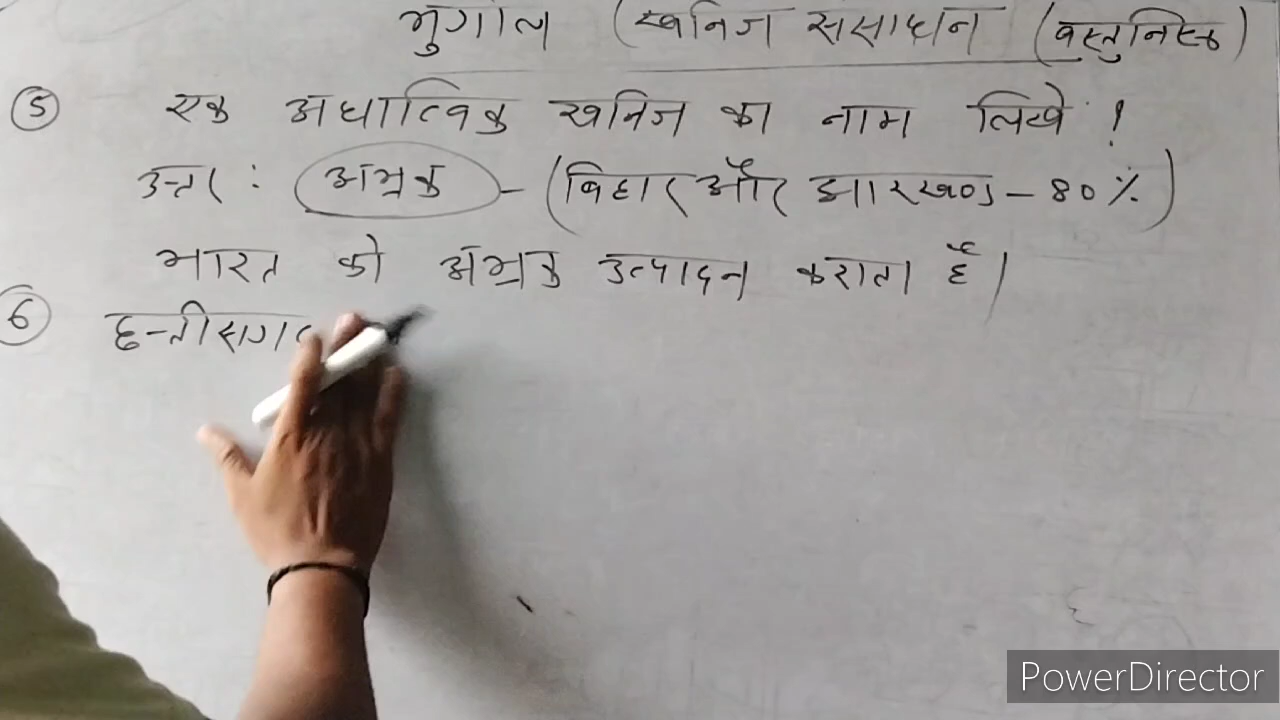 भुगोल (खनिज संसाधन (वस्तुनिष्ठ)
5 एक अधात्विक खनिज का नाम लिखे !
उत्तर : अभ्रक - (बिहार और झारखण्ड - 80 %)
भारत को अभ्रक उत्पादन कराता है।
6 छत्तीसगढ़
PowerDirector